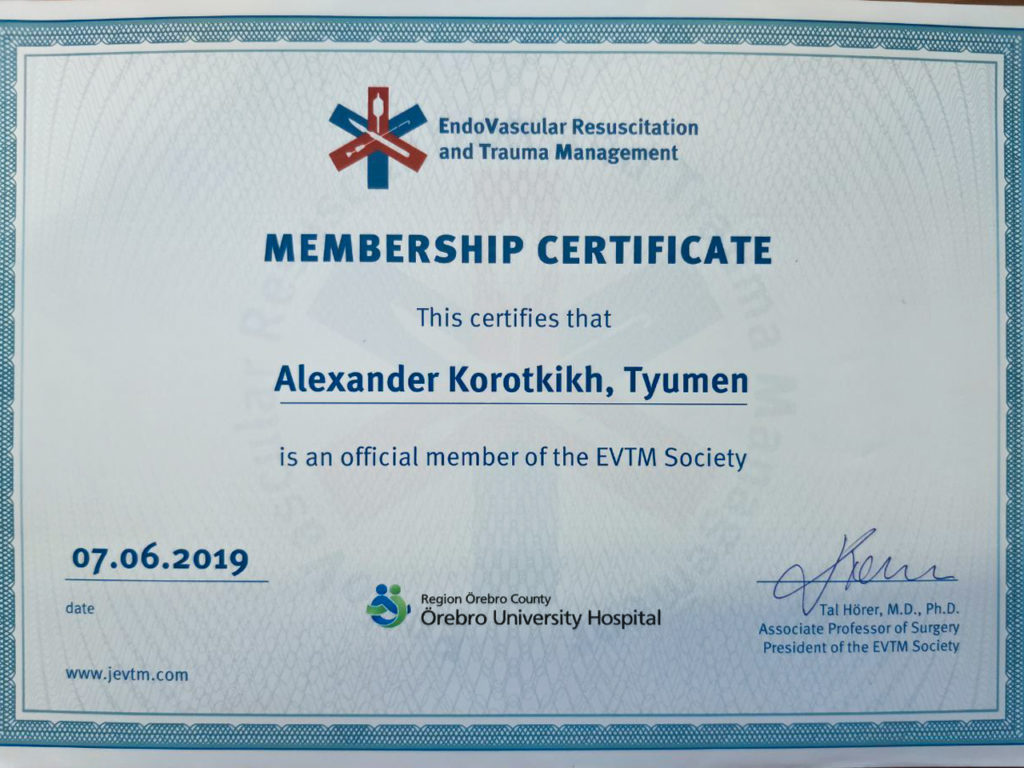 EndoVascular Resuscitation
and Trauma Management
MEMBERSHIP CERTIFICATE
This certifies that
Alexander Korotkikh, Tyumen
is an official member of the EVTM Society
07.06.2019
date
www.jevtm.com
Region Örebro County
Örebro University Hospital
Tal Hörer, M.D., Ph.D.
Associate Professor of Surgery
President of the EVTM Society